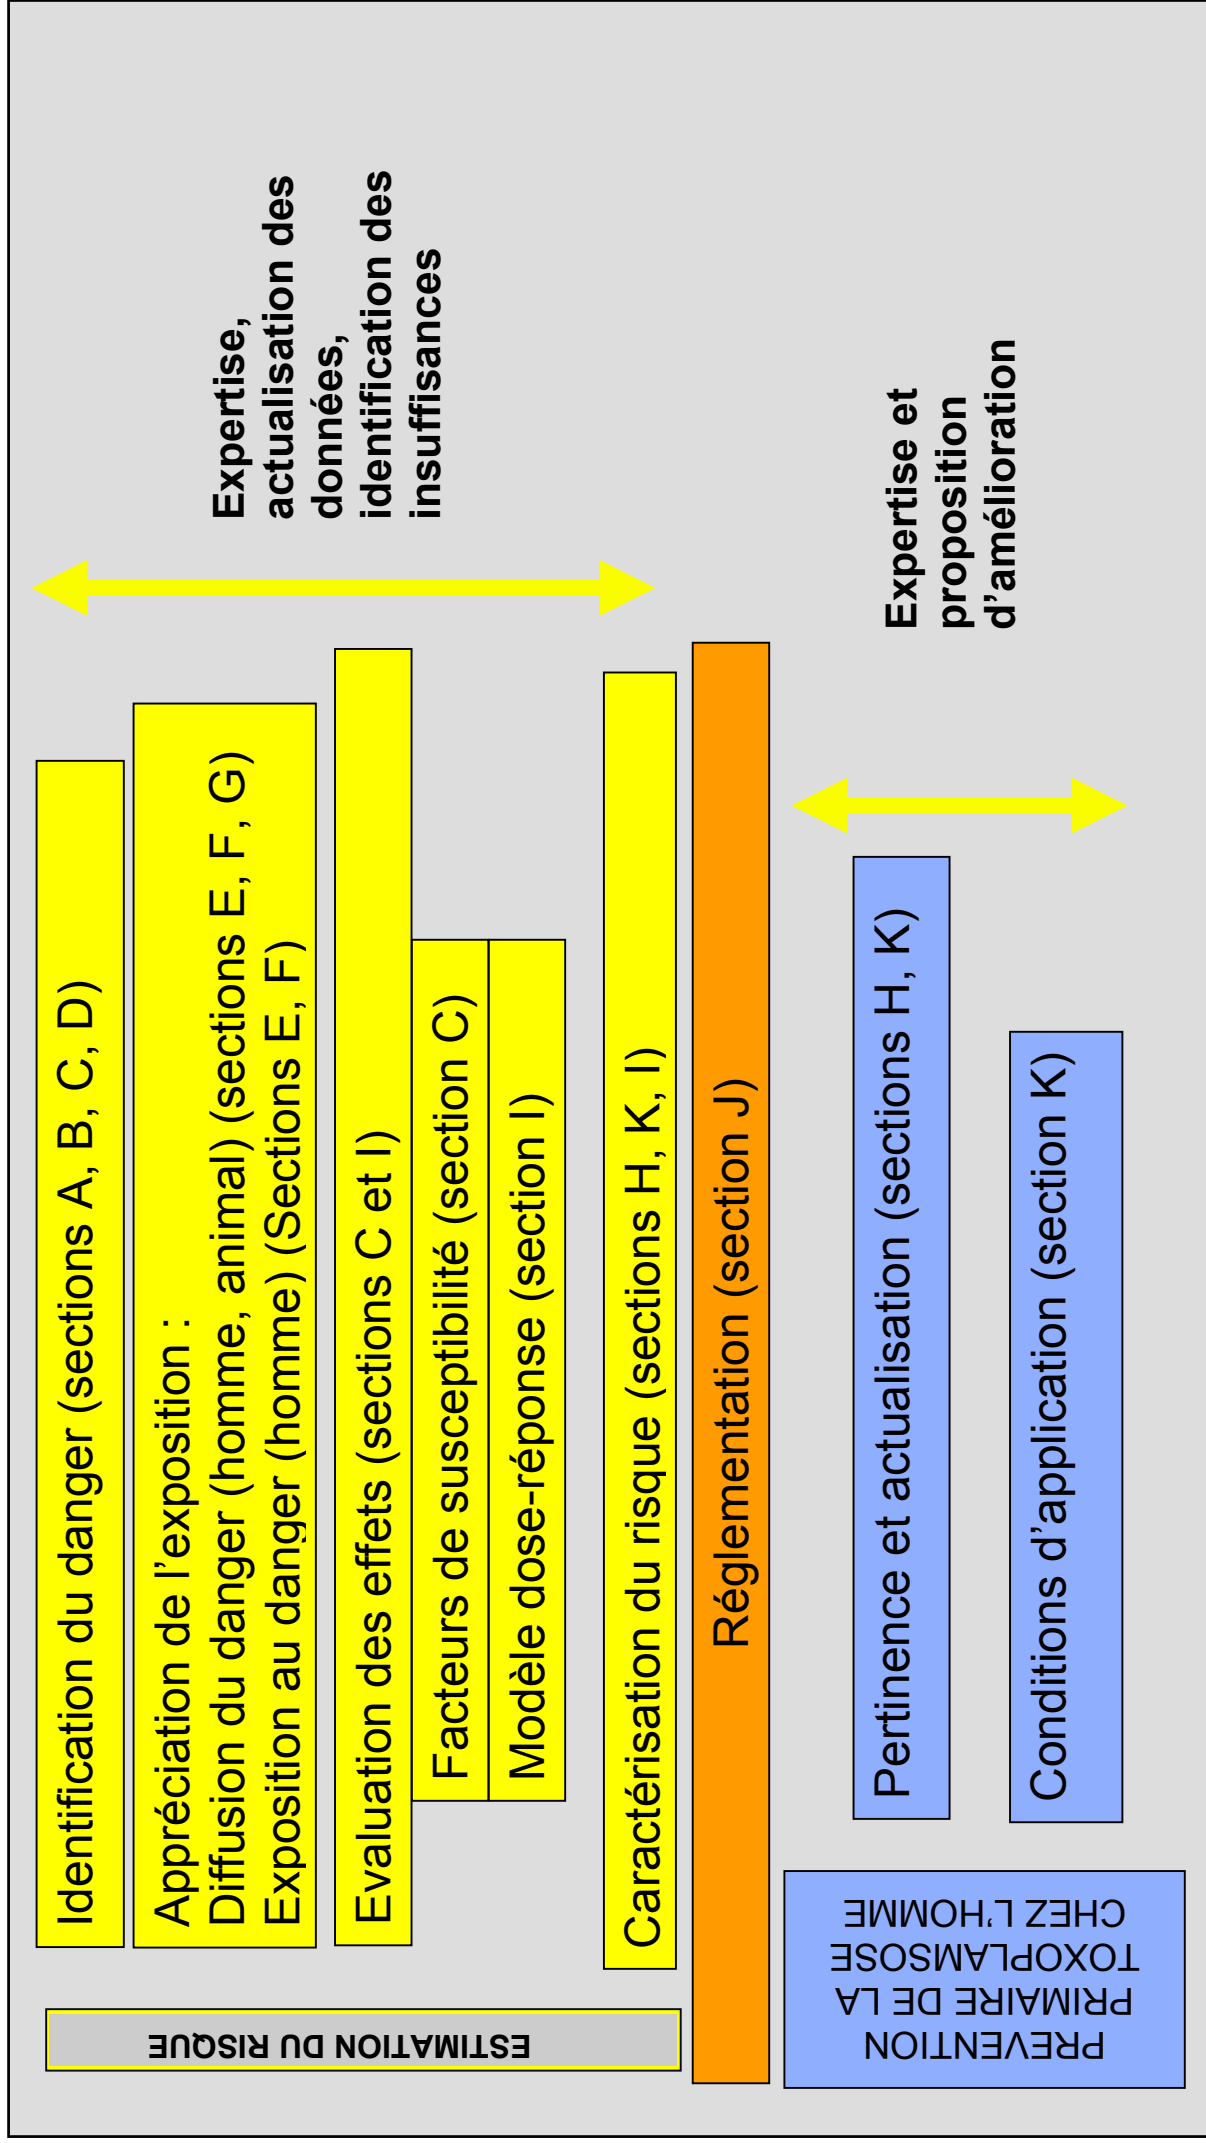 Identification du danger (sections A, B, C, D)
Appréciation de l'exposition :
Diffusion du danger (homme, animal) (sections E, F, G)
Exposition au danger (homme) (Sections E, F)
Evaluation des effets (sections C et I)
Facteurs de susceptibilité (section C)
Modèle dose-réponse (section I)
Caractérisation du risque (sections H, K, I)
ESTIMATION DU RISQUE
Expertise,
actualisation des
données,
identification des
insuffisances
Réglementation (section J)
PREVENTION
PRIMAIRE DE LA
TOXOPLAMSOSE
CHEZ L'HOMME
Pertinence et actualisation (sections H, K)
Conditions d'application (section K)
Expertise et
proposition
d'amélioration